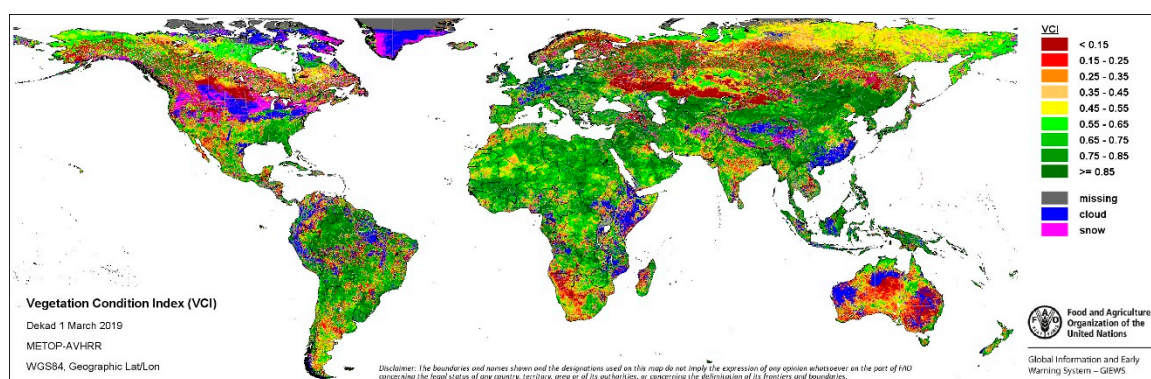 VCI
< 0.15
0.15 - 0.25
0.25 - 0.35
0.35 - 0.45
0.45 - 0.55
0.55 - 0.65
0.65 - 0.75
0.75 - 0.85
>= 0.85
missing
cloud
snow
Vegetation Condition Index (VCI)
Dekad 1 March 2019
METOP-AVHRR
WGS84, Geographic Lat/Lon
Disclaimer: The boundaries and names shown and the designations used on this map do not imply the expression of any opinion whatsoever on the part of FAO
concerning the legal status of any country, territory, area or of its authorities, or concerning the delimitation of its frontiers and boundaries.
Food and Agriculture
Organization of the
United Nations
Global Information and Early
Warning System – GIEWS